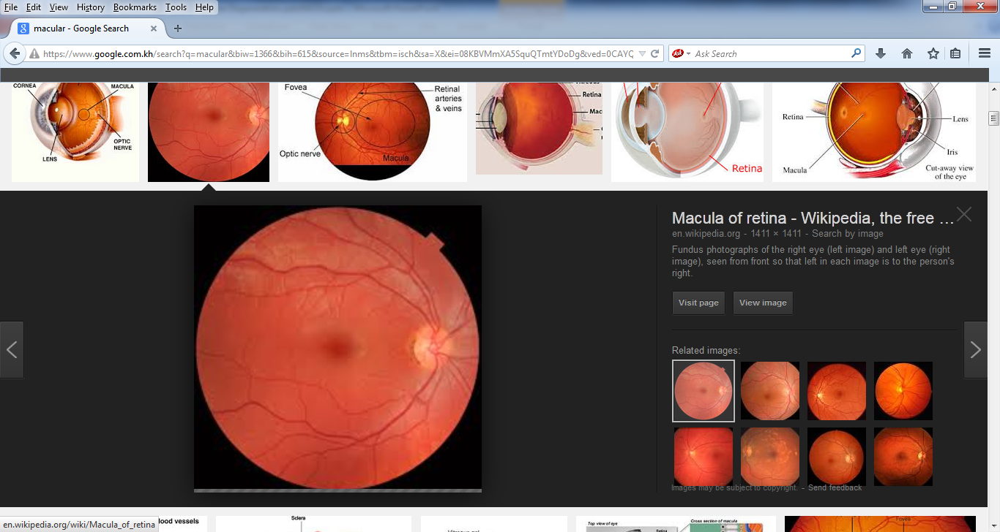 File Edit View History Bookmarks Tools Help
macular - Google Search
https://www.google.com.kh/search?q=macular&biw=1366&bih=615&source=lnms&tbm=isch&sa=X&ei=08KBVMmXA5SquQTmtYDoDg&ved=0CAYQ
Ask Ask Search
CORNEA MACULA
LENS
OPTIC
NERVE
Fovea
Retinal
arteries
& veins
Optic nerve
Macula
Retina
Mac
Retina
Retina
Macula
Lens
Iris
Cut-away view
of the eye
Macula of retina - Wikipedia, the free ...
en.wikipedia.org - 1411 × 1411 - Search by image
Fundus photographs of the right eye (left image) and left eye (right
image), seen from front so that left in each image is to the person's
right.
Visit page View image
Related images:
Images may be subject to copyright. - Send feedback
en.wikipedia.org/wiki/Macula_of_retina
lood vessels
Sclera
Top view of eye
Retina
Cross section of macula
Fovea